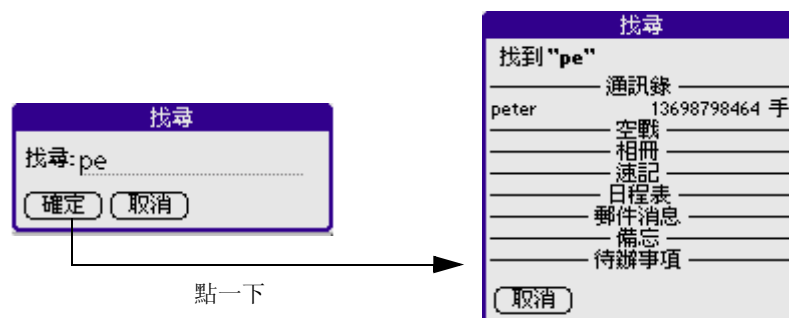 找尋
找尋: pe
確定 取消
點一下
找尋
找到 "pe"
通訊錄
peter 13698798464 手
空戰
相冊
速記
日程表
郵件消息
備忘
待辦事項
取消